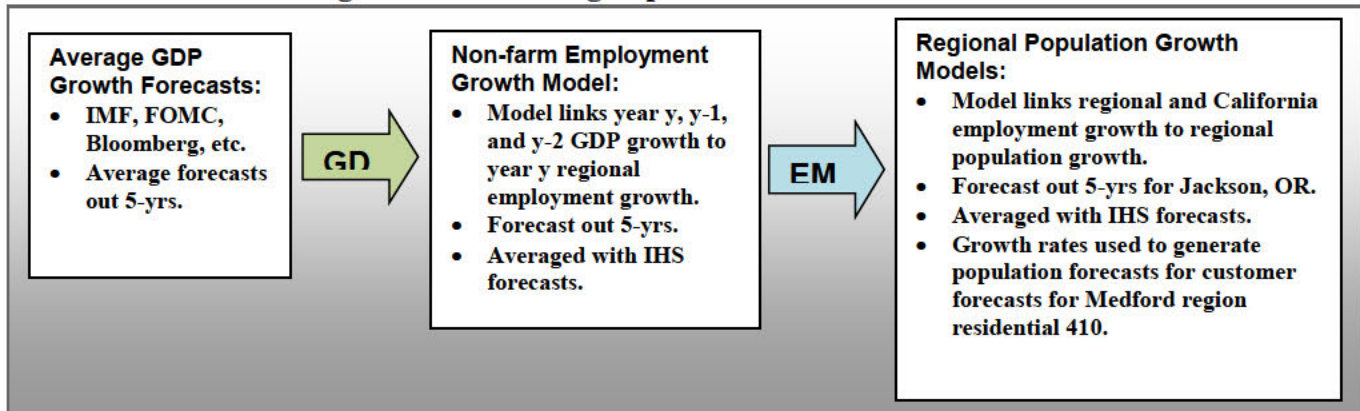 Average GDP
Growth Forecasts:
• IMF, FOMC,
Bloomberg, etc.
• Average forecasts
out 5-yrs.
GD
Non-farm Employment
Growth Model:
• Model links year y, y-1,
and y-2 GDP growth to
year y regional
employment growth.
• Forecast out 5-yrs.
• Averaged with IHS
forecasts.
EM
Regional Population Growth
Models:
• Model links regional and California
employment growth to regional
population growth.
• Forecast out 5-yrs for Jackson, OR.
• Averaged with IHS forecasts.
• Growth rates used to generate
population forecasts for customer
forecasts for Medford region
residential 410.